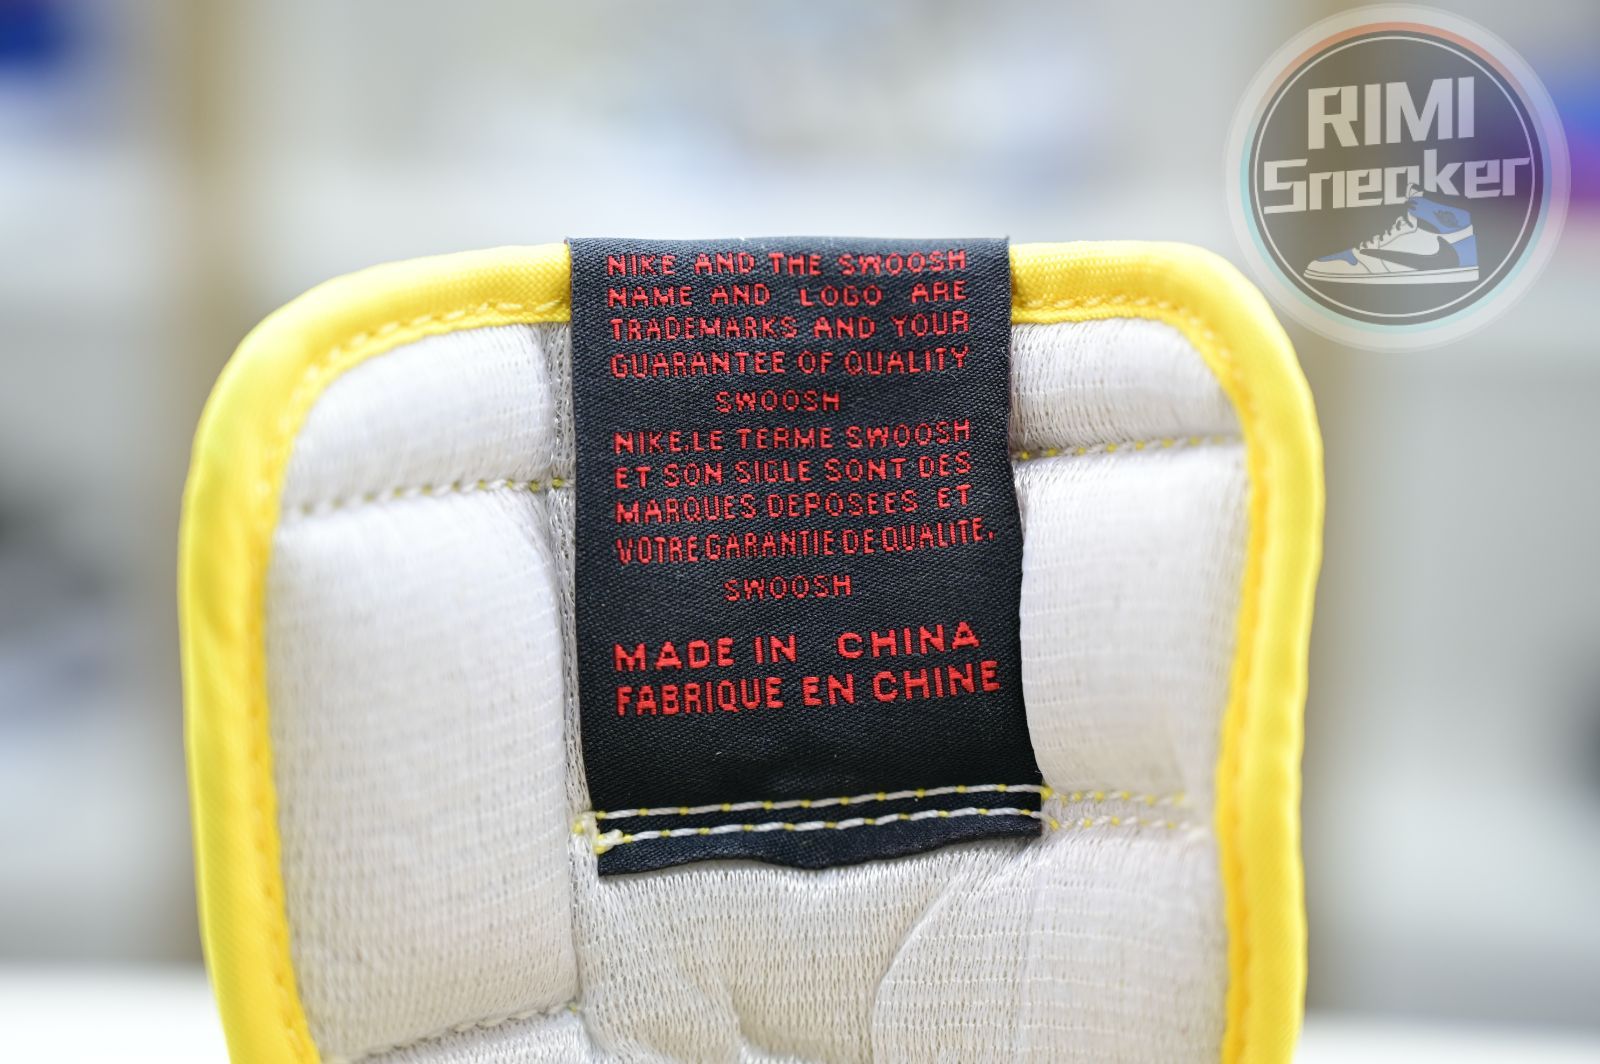 RIMI
Sneaker
NIKE AND THE SWOOSH
NAME AND LOGO ARE
TRADEMARKS AND YOUR
GUARANTEE OF QUALITY
SWOOSH
NIKE.LE TERME SWOOSH
ET SON SIGLE SONT DES
MARQUES DEPOSEES ET
VOTRE GARANTIIE DE QUALITE.
SWOOSH
MADE IN CHINA
FABRIQUE EN CHINE